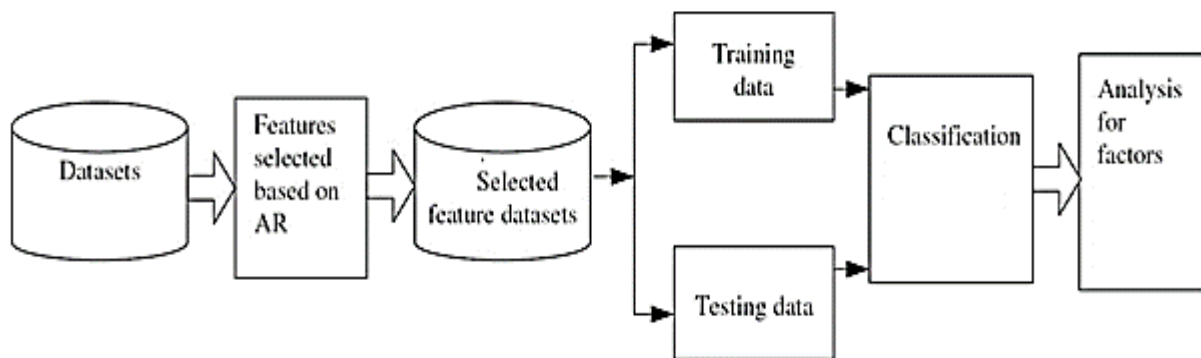 Datasets
Features
selected
based on
AR
Selected
feature datasets
Training
data
Testing data
Classification
Analysis
for
factors